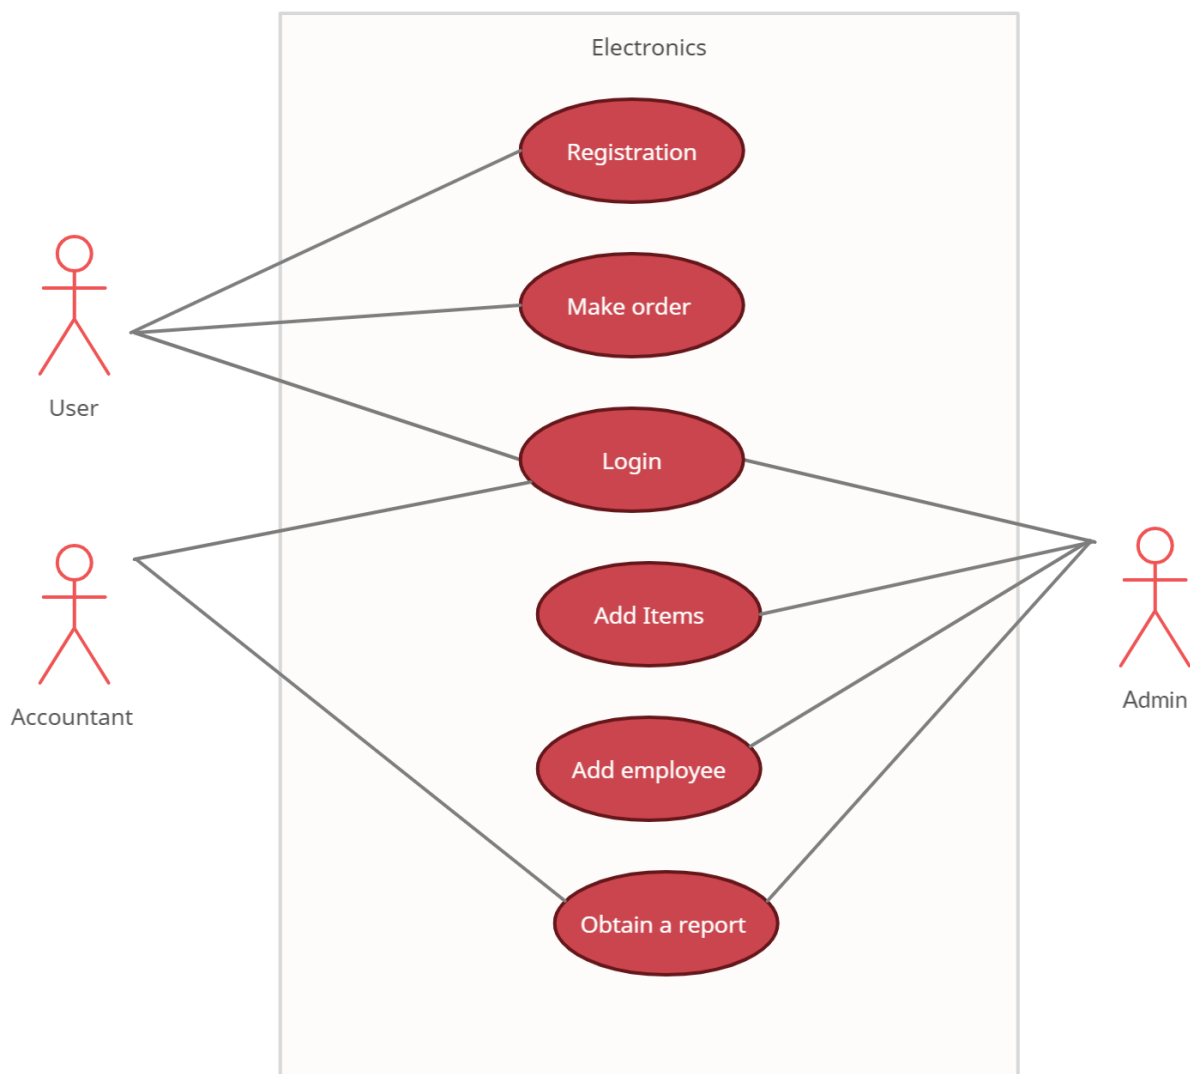 Electronics
Registration
Make order
User
Login
Add Items
Accountant
Admin
Add employee
Obtain a report